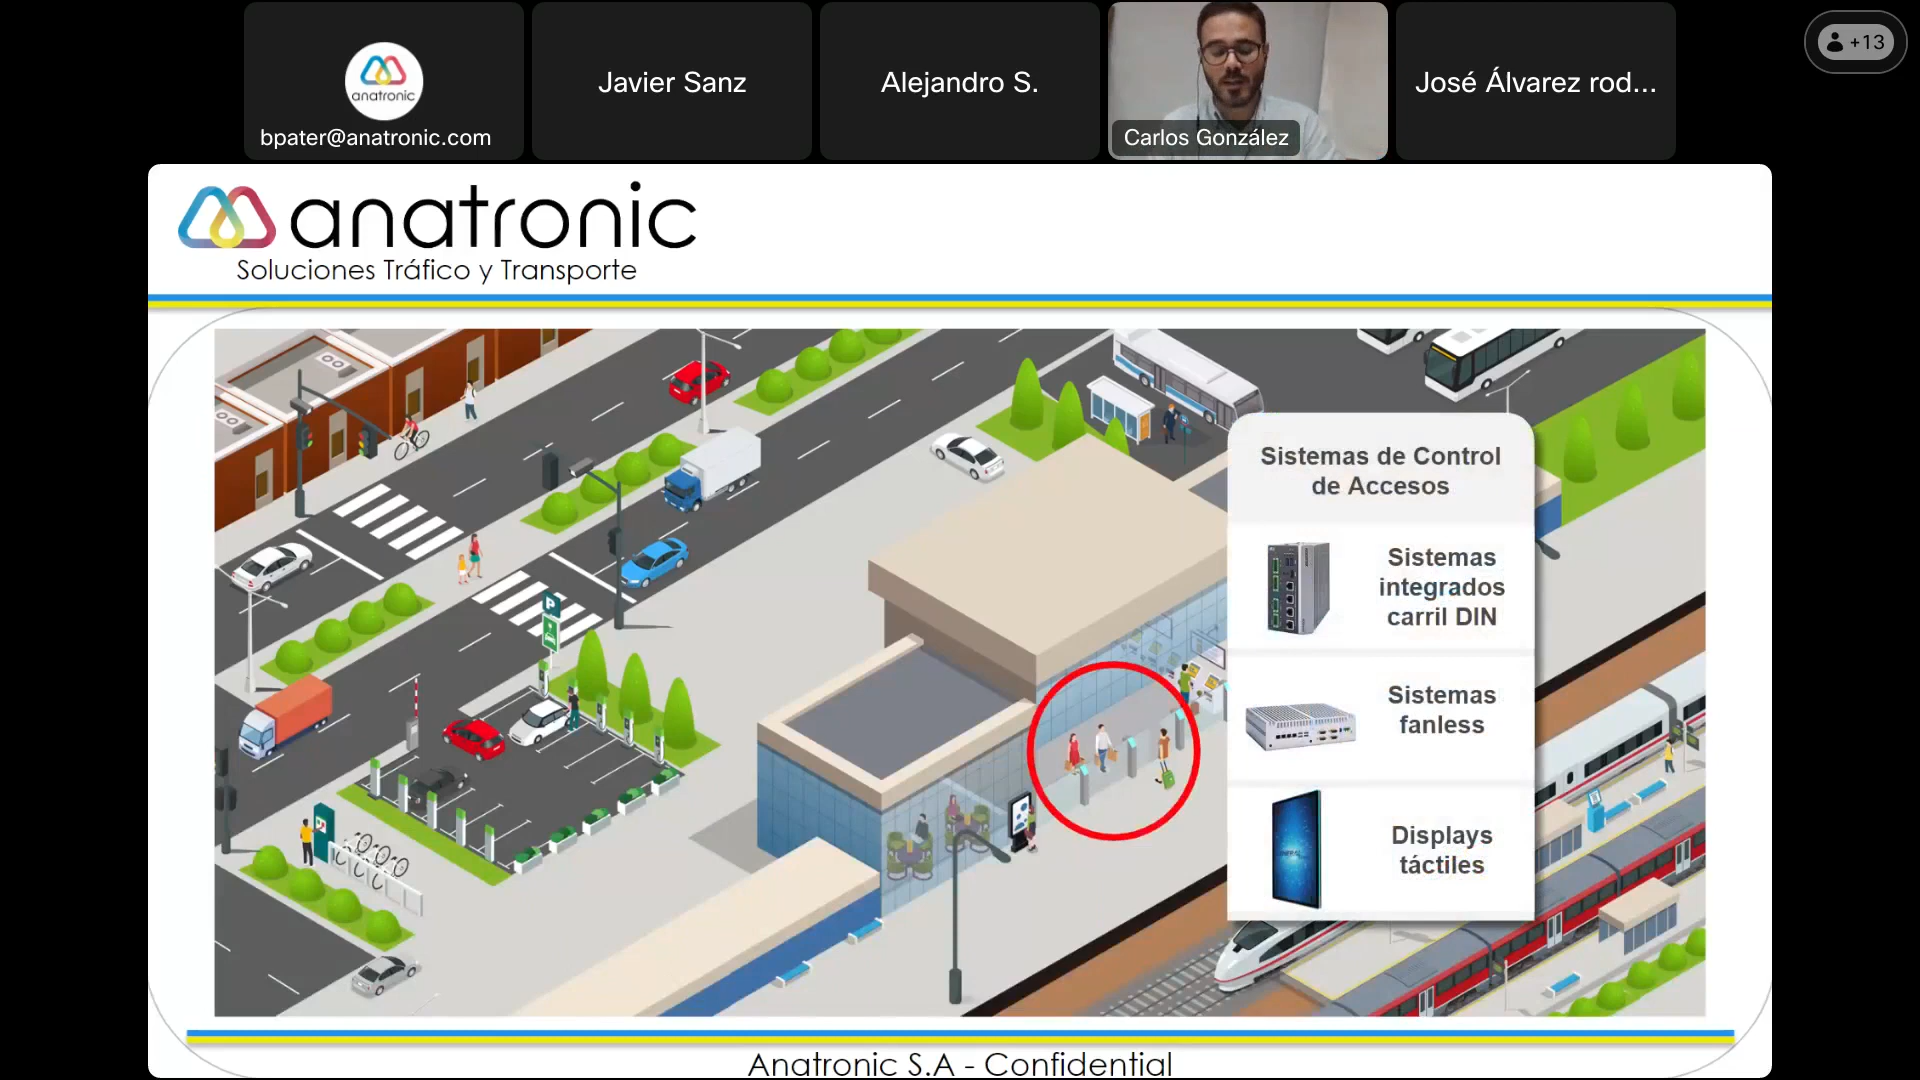 anatronic
bpater@anatronic.com
Javier Sanz
Alejandro S.
Carlos González
José Álvarez rod...
+13
anatronic
Soluciones Tráfico y Transporte
P
Sistemas de Control
de Accesos
Sistemas
integrados
carril DIN
Sistemas
fanless
Displays
táctiles
Anatronic S.A - Confidential